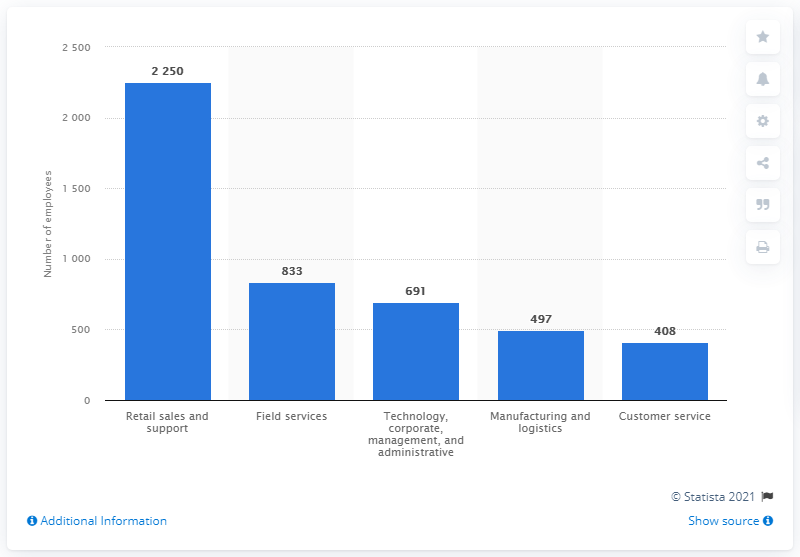 2 500
2 000
1 500
1 000
500
0
Number of employees
2 250
833
691
497
408
Retail sales and
support
Field services
Technology,
corporate,
management, and
administrative
Manufacturing and
logistics
Customer service
© Statista 2021
Additional Information
Show source